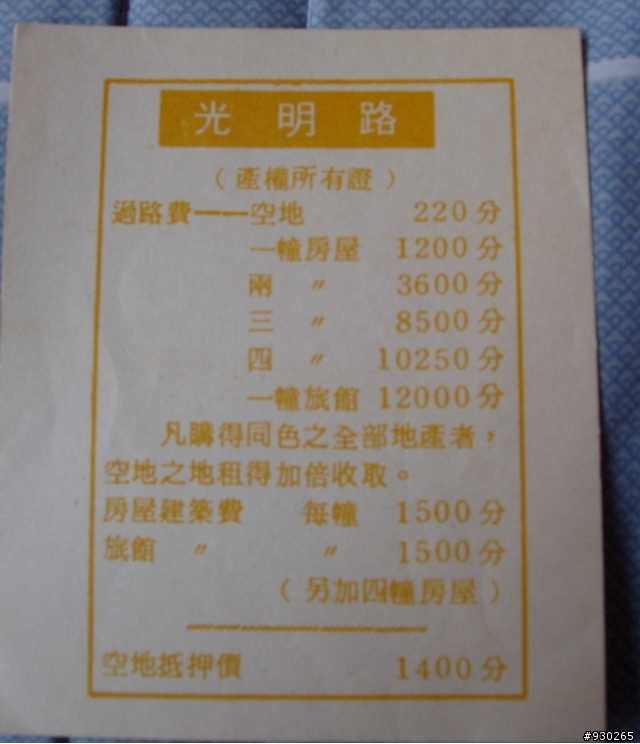 光明路
（產權所有證）
過路費——空地 220分
一幢房屋 1200分
兩 〃 3600分
三 〃 8500分
四 〃 10250分
一幢旅館 12000分
凡購得同色之全部地產者，
空地之地租得加倍收取。
房屋建築費 每幢 1500分
旅館 〃 〃 1500分
（另加四幢房屋）
空地抵押價 1400分
#930265